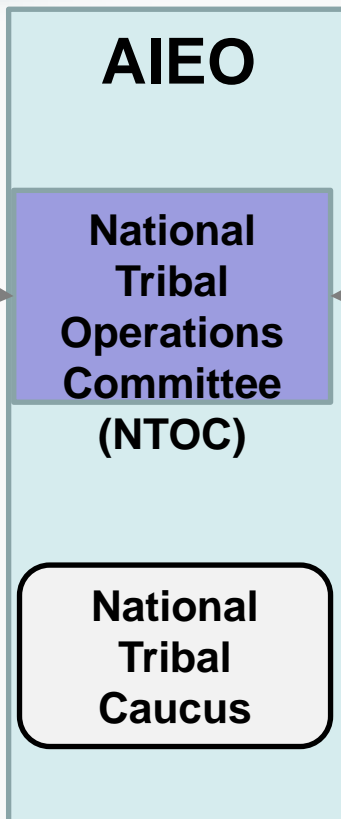 AIEO
National
Tribal
Operations
Committee
(NTOC)
National
Tribal
Caucus